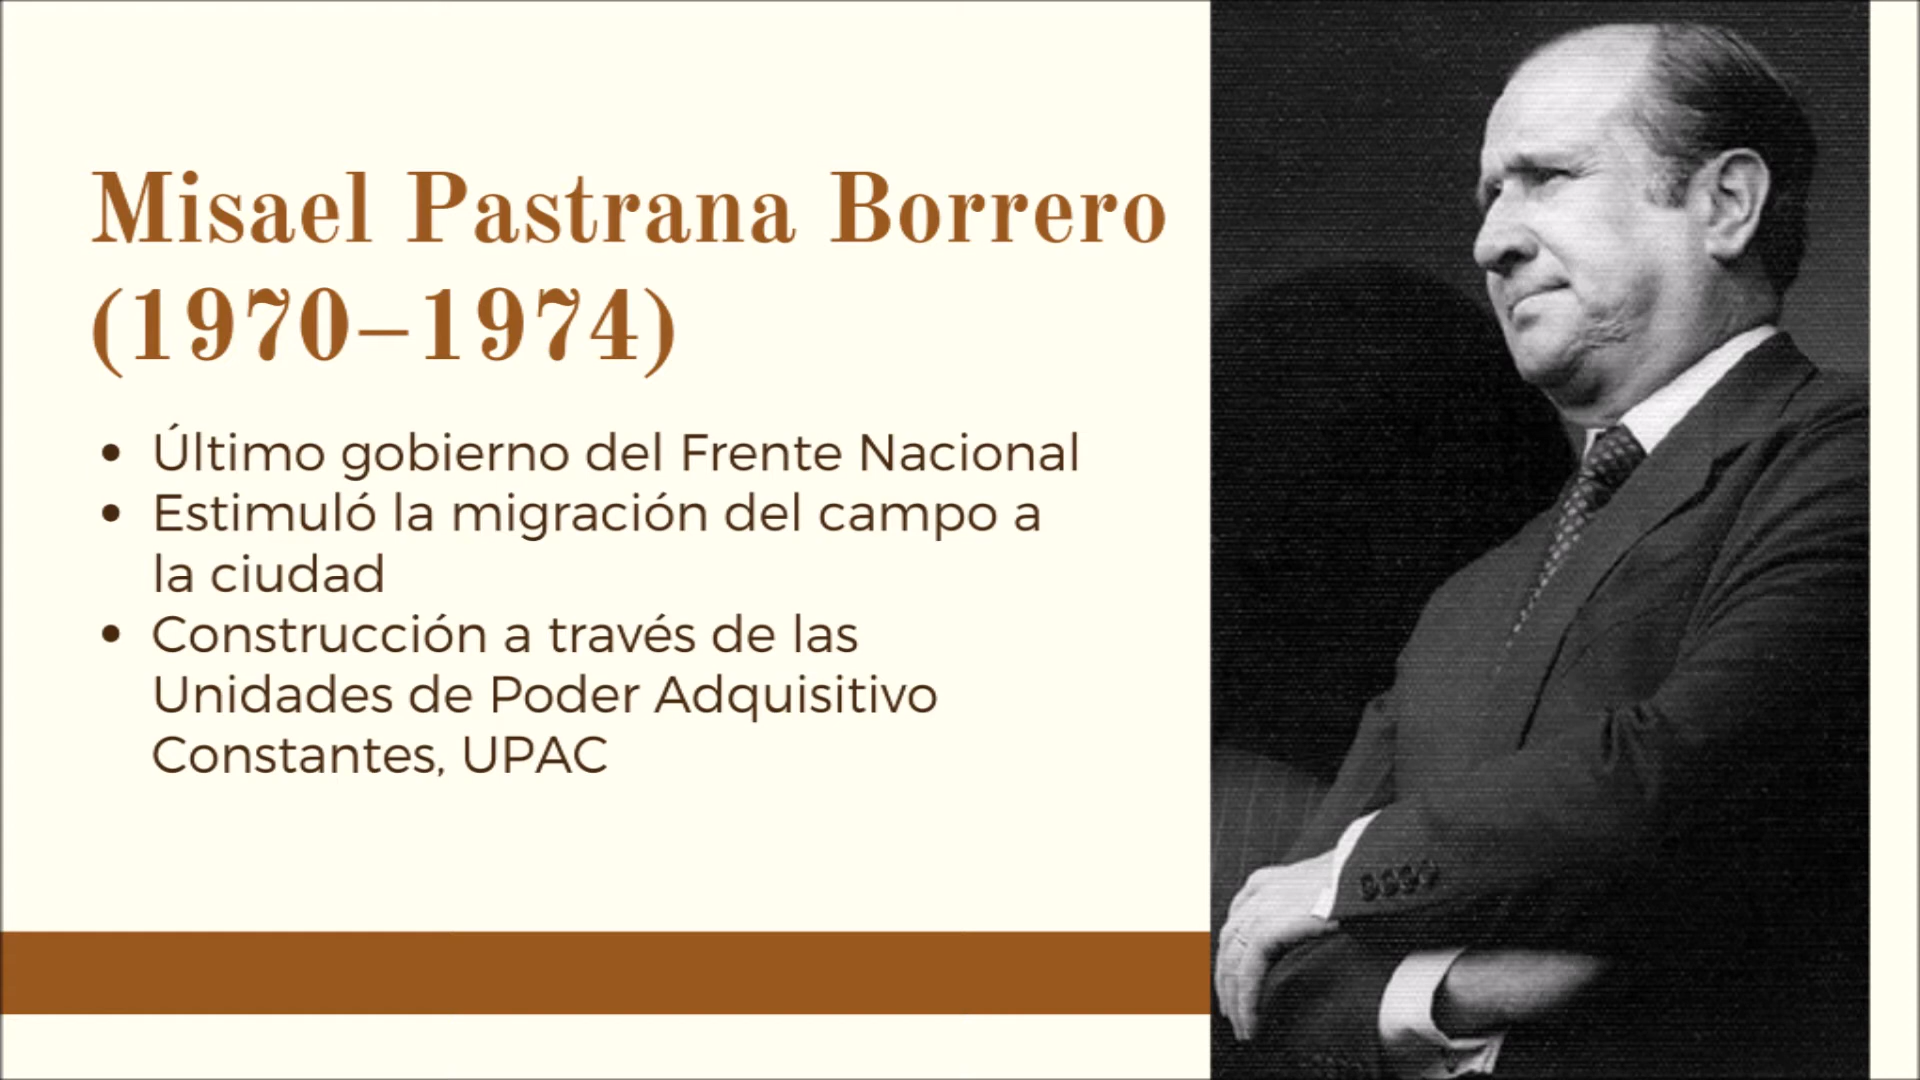 Misael Pastrana Borrero
(1970–1974)
• Último gobierno del Frente Nacional
• Estimuló la migración del campo a
la ciudad
• Construcción a través de las
Unidades de Poder Adquisitivo
Constantes, UPAC